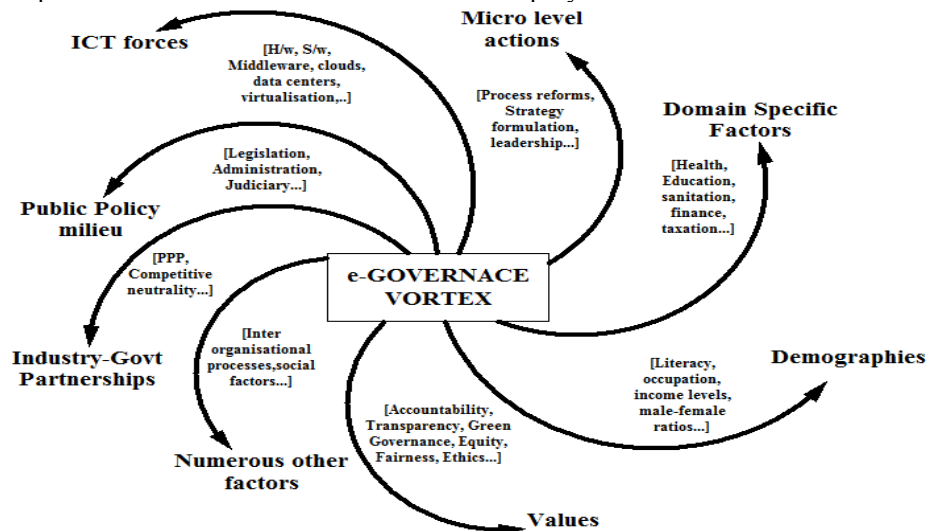 ICT forces
[H/w, S/w,
Middleware, clouds,
data centers,
virtualisation,..]
Micro level
actions
[Process reforms,
Strategy
formulation,
leadership...]
Domain Specific
Factors
[Health,
Education,
sanitation,
finance,
taxation...]
[Legislation,
Administration,
Judiciary...]
Public Policy
milieu
[PPP,
Competitive
neutrality...]
e-GOVERNACE
VORTEX
Industry-Govt
Partnerships
[Inter
organisational
processes,social
factors...]
Numerous other
factors
[Accountability,
Transparency, Green
Governance, Equity,
Fairness, Ethics...]
Values
[Literacy,
occupation,
income levels,
male-female
ratios...]
Demographies